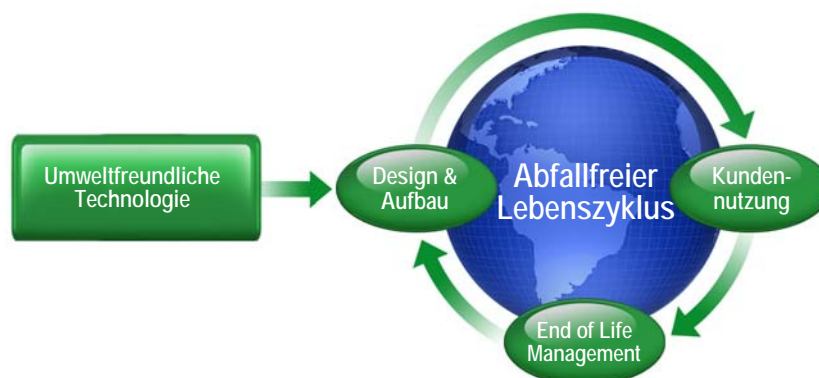 Umweltfreundliche
Technologie
Design &
Aufbau
Abfallfreier
Lebenszyklus
Kunden-
nutzung
End of Life
Management